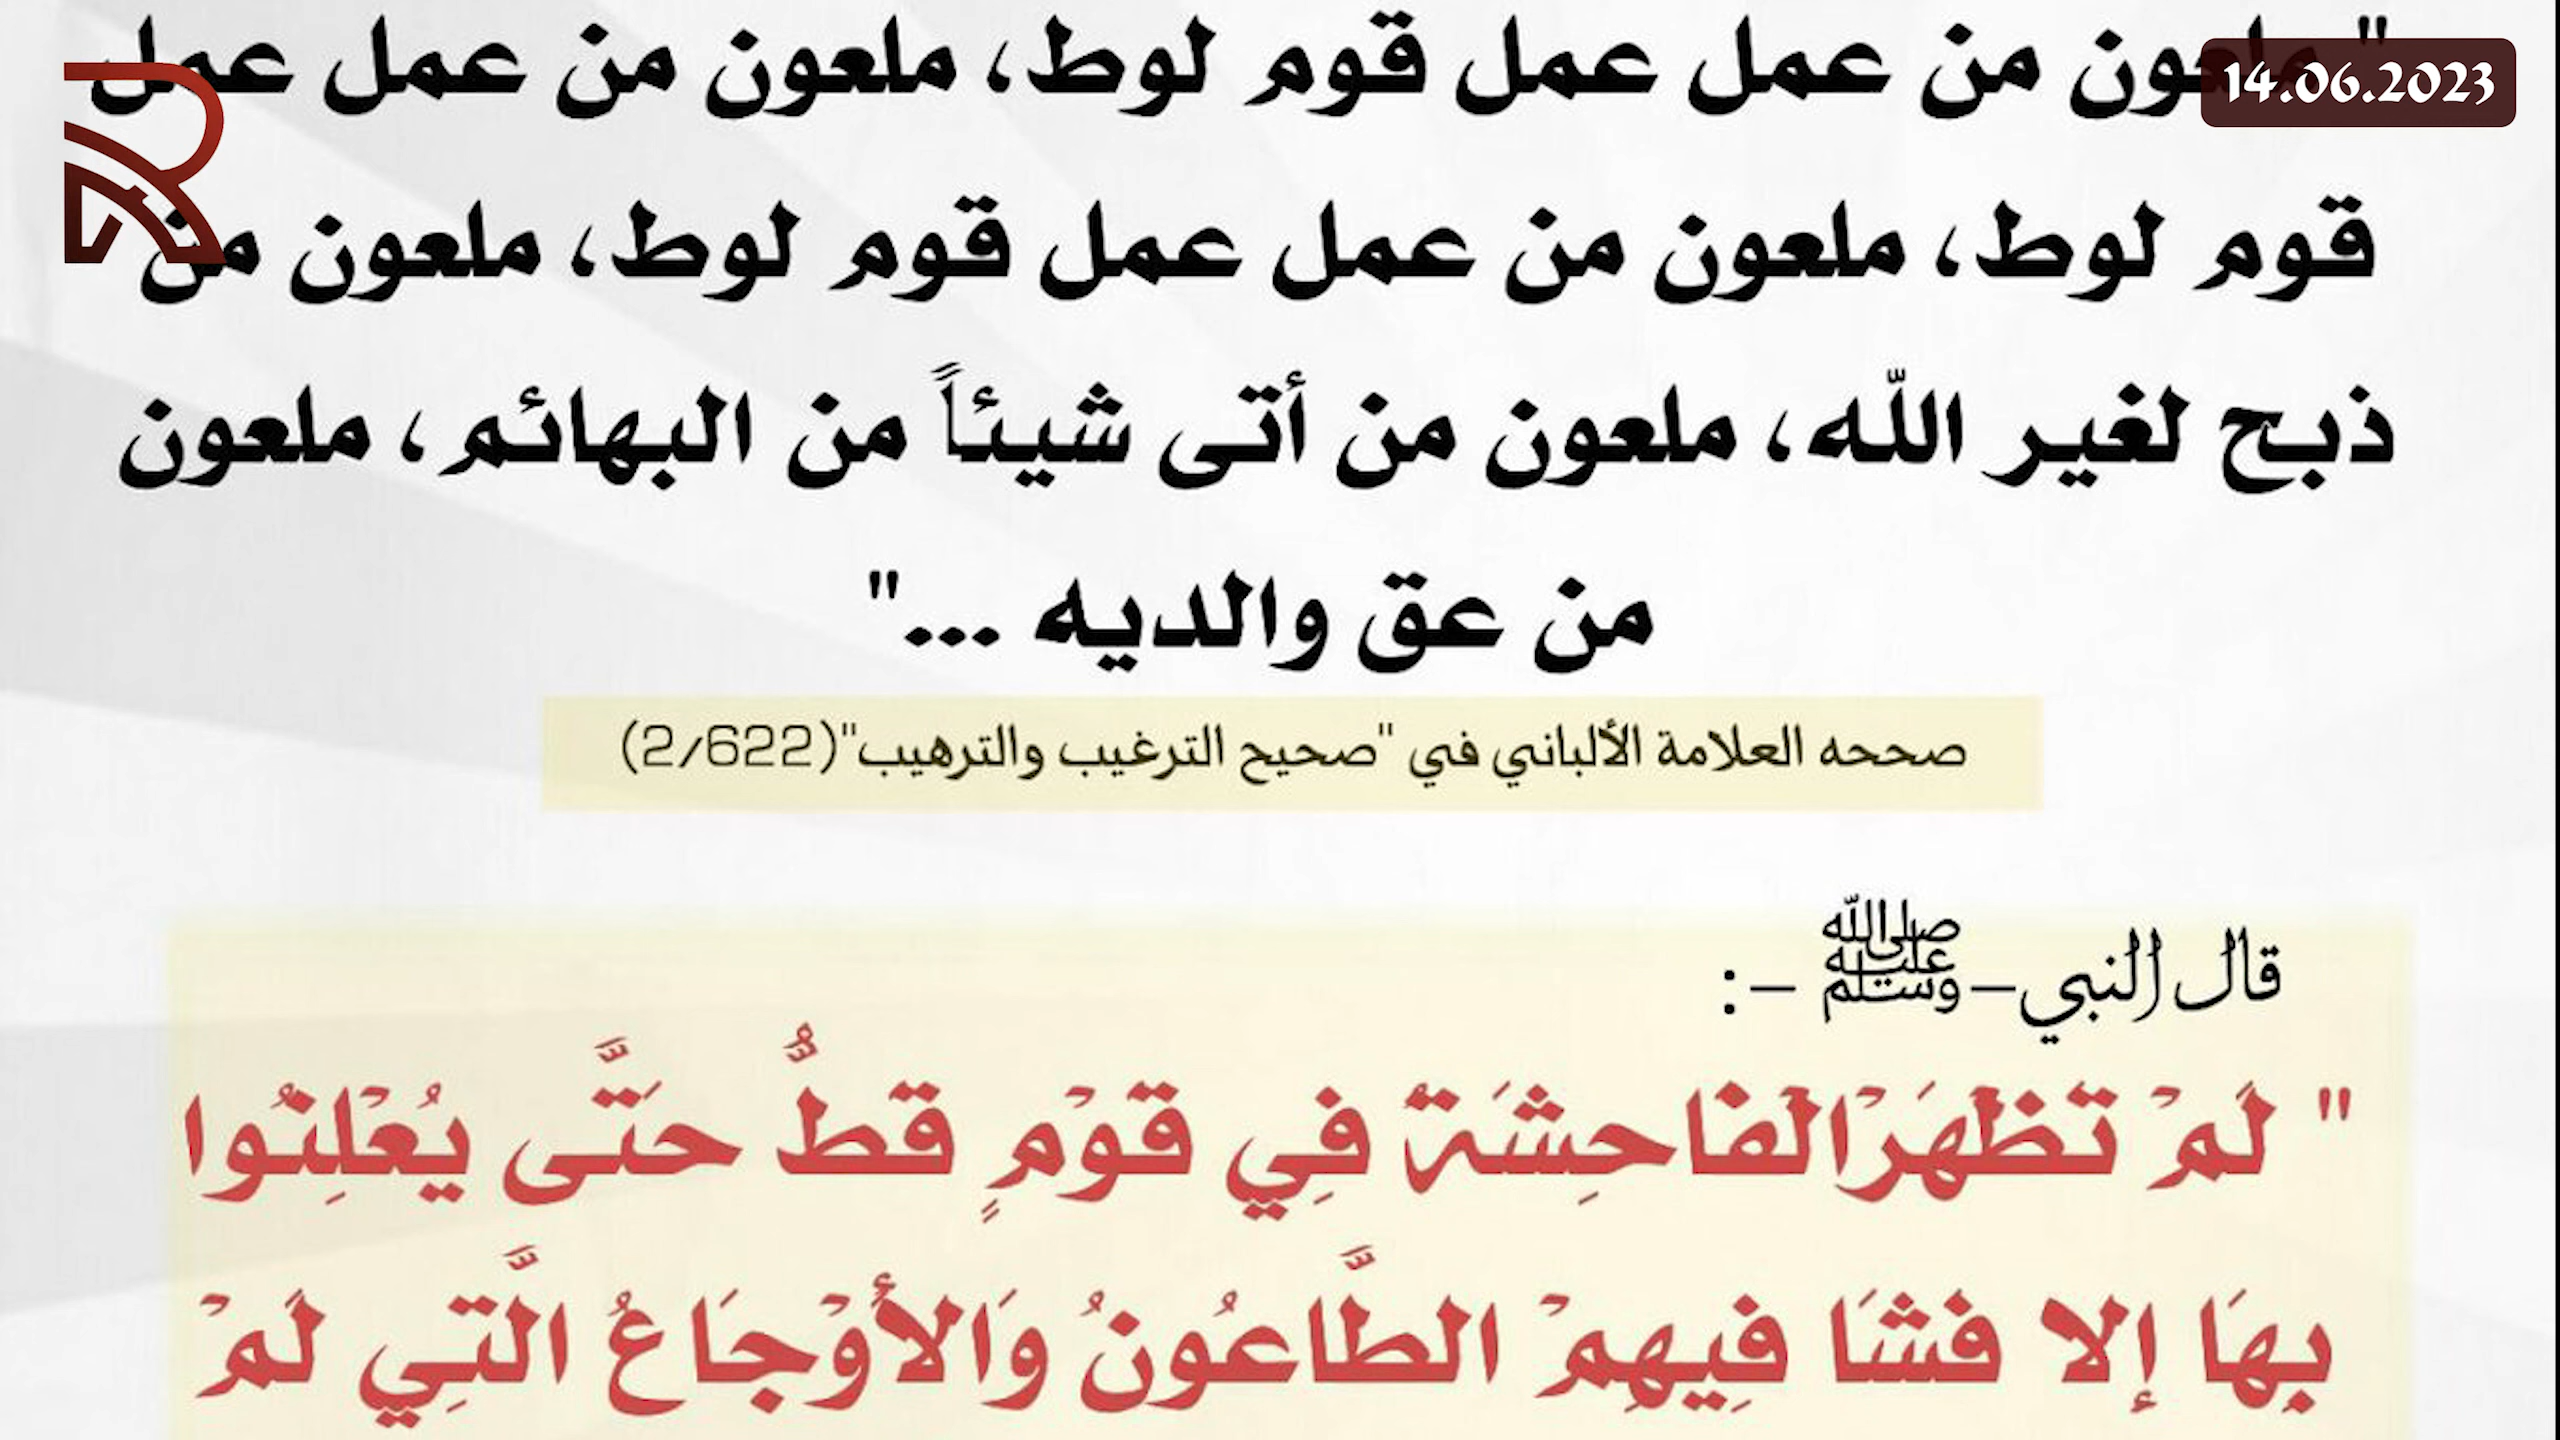 14.06.2023
" ملعون من عمل عمل قوم لوط، ملعون من عمل عمل
قوم لوط، ملعون من عمل عمل قوم لوط، ملعون من
ذبح لغير اللّه، ملعون من أتى شيئاً من البهائم، ملعون
من عق والديه ..."
صححه العلامة الألباني في "صحيح الترغيب والترهيب"(2/622)
قال النبي – ﷺ – :
" لَمْ تَظْهَرْالْفَاحِشَةُ فِي قَوْمٍ قَطُّ حَتَّى يُعْلِنُوا
بِهَا إِلا فَشَا فِيهِمْ الطَّاعُونُ وَالأَوْجَاعُ الَّتِي لَمْ